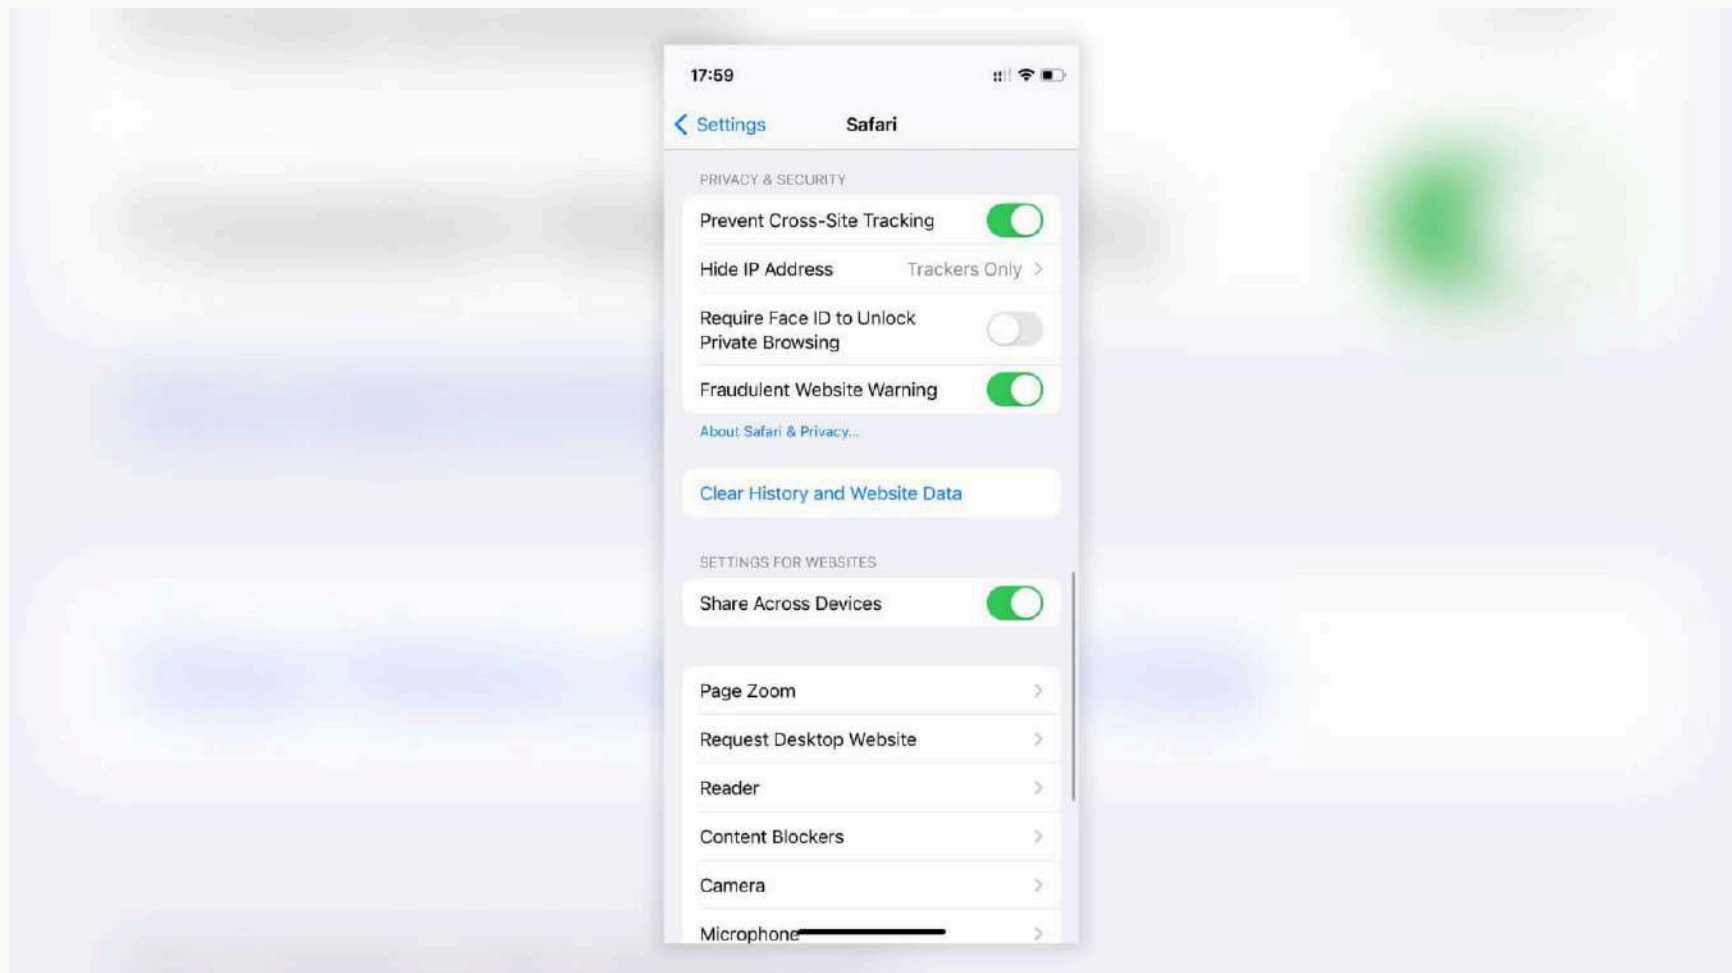 17:59
Settings
Safari
PRIVACY & SECURITY
Prevent Cross-Site Tracking
Hide IP Address Trackers Only
Require Face ID to Unlock
Private Browsing
Fraudulent Website Warning
About Safari & Privacy...
Clear History and Website Data
SETTINGS FOR WEBSITES
Share Across Devices
Page Zoom
Request Desktop Website
Reader
Content Blockers
Camera
Microphone